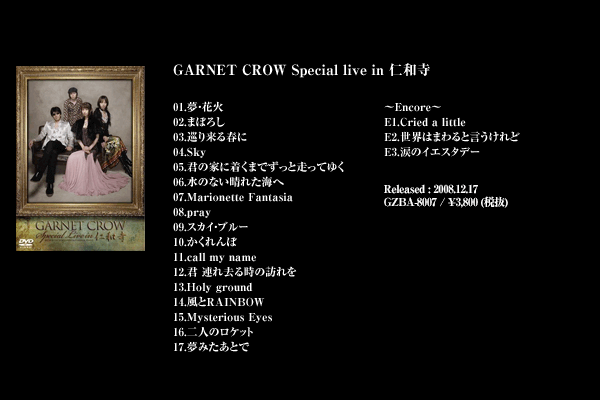 GARNET CROW Special live in 仁和寺
01.夢・花火
02.まぼろし
03.巡り来る春に
04.Sky
05.君の家に着くまでずっと走ってゆく
06.水のない晴れた海へ
07.Marionette Fantasia
08.pray
09.スカイ・ブルー
10.かくれんぼ
11.call my name
12.君 連れ去る時の訪れを
13.Holy ground
14.風とRAINBOW
15.Mysterious Eyes
16.二人のロケット
17.夢みたあとで
～Encore～
E1.Cried a little
E2.世界はまわると言うけれど
E3.涙のイエスタデー
Released : 2008.12.17
GZBA-8007 / ¥3,800 (税抜)
GARNET CROW
Special Live in 仁和寺
DVD